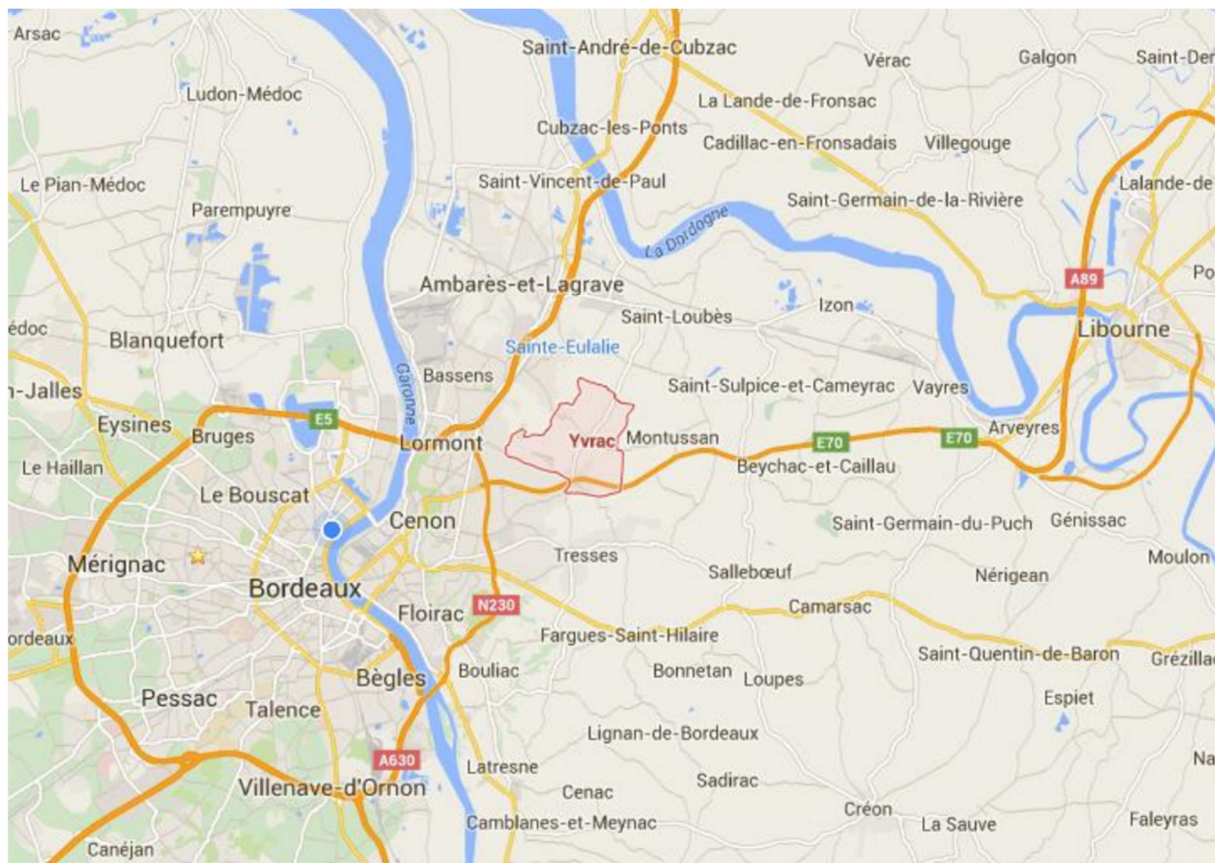 Arsac
Saint-André-de-Cubzac
Vérac
Galgon
Saint-Der
Ludon-Médoc
La Lande-de-Fronsac
Cubzac-les-Ponts
Cadillac-en-Fronsadais
Villegouge
Le Pian-Médoc
Saint-Vincent-de-Paul
Lalande-de-
Parempuyre
Saint-Germain-de-la-Rivière
La Dordogne
Ambarès-et-Lagrave
A89
Po
Izon
Saint-Loubès
Libourne
édoc
Blanquefort
Sainte-Eulalie
Garonne
Bassens
Saint-Sulpice-et-Cameyrac
Vayres
n-Jalles
Eysines
E5
Bruges
Lormont
Yvrac
Montussan
E70
E70
Arveyres
Le Haillan
Beychac-et-Caillau
Le Bouscat
Cenon
Saint-Germain-du-Puch
Génissac
Mérignac
Tresses
Sallebœuf
Nérigean
Moulon
Bordeaux
Floirac
N230
Camarsac
ordeaux
Fargues-Saint-Hilaire
Saint-Quentin-de-Baron
Grézillac
Bègles
Bouliac
Bonnetan
Loupes
Pessac
Talence
Espiet
Lignan-de-Bordeaux
A630
Na
Villenave-d'Ornon
Latresne
Cenac
Sadirac
Créon
Camblanes-et-Meynac
La Sauve
Faleyras
Canéjan